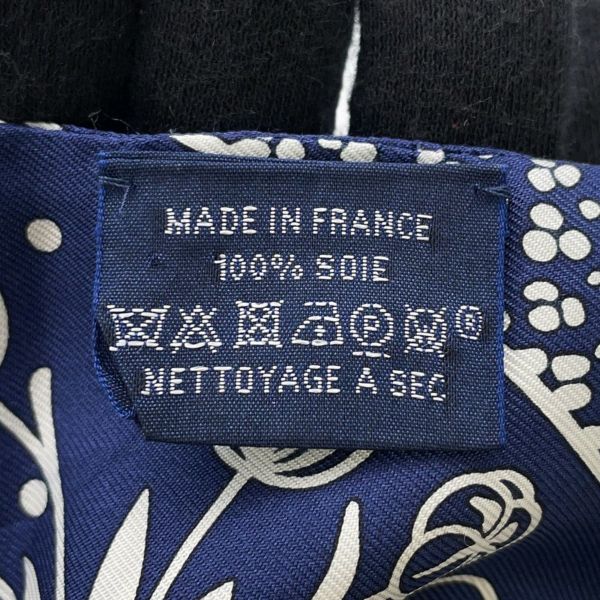 MADE IN FRANCE
100% SOIE
P W ®
NETTOYAGE A SEC